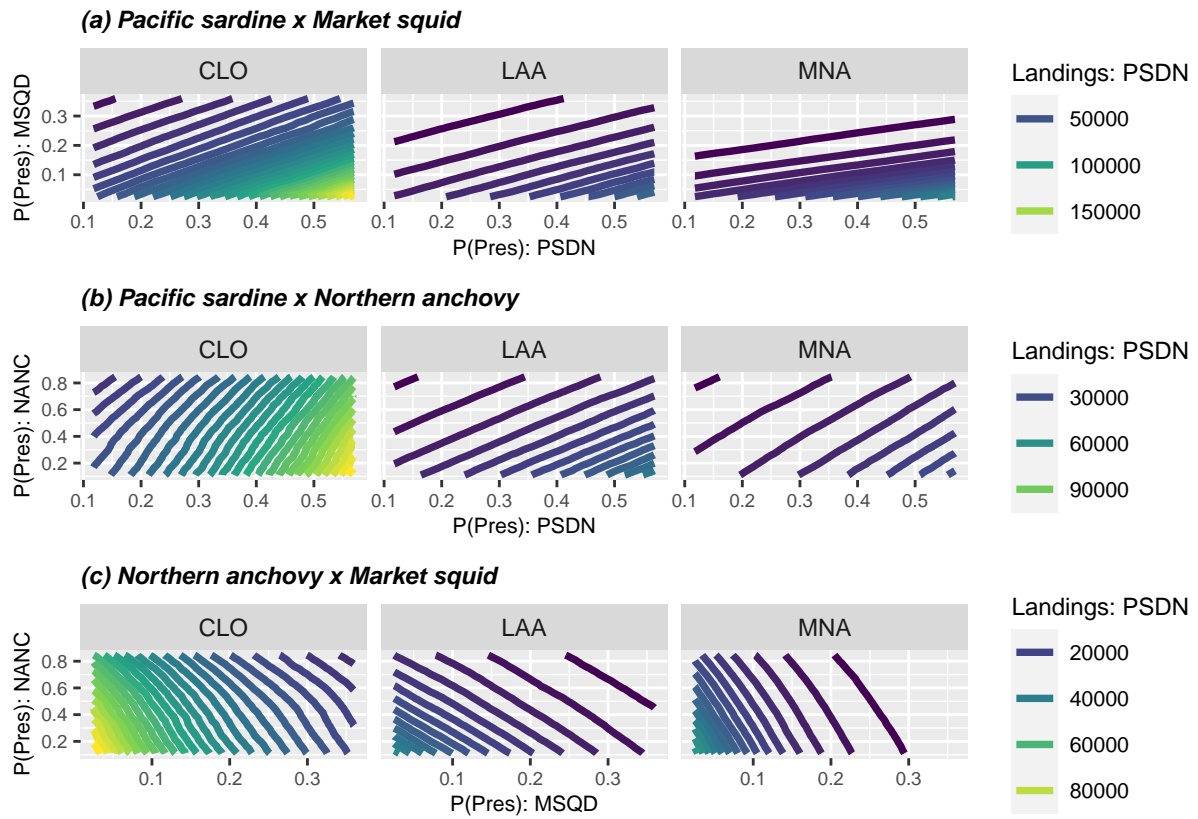 (a) Pacific sardine x Market squid
CLO LAA MNA
P(Pres): MSQD
0.3
0.2
0.1
0.1 0.2 0.3 0.4 0.5 0.1 0.2 0.3 0.4 0.5 0.1 0.2 0.3 0.4 0.5
P(Pres): PSDN
Landings: PSDN
50000
100000
150000
(b) Pacific sardine x Northern anchovy
CLO LAA MNA
P(Pres): NANC
0.8
0.6
0.4
0.2
0.1 0.2 0.3 0.4 0.5 0.1 0.2 0.3 0.4 0.5 0.1 0.2 0.3 0.4 0.5
P(Pres): PSDN
Landings: PSDN
30000
60000
90000
(c) Northern anchovy x Market squid
CLO LAA MNA
P(Pres): NANC
0.8
0.6
0.4
0.2
0.1 0.2 0.3 0.1 0.2 0.3 0.1 0.2 0.3
P(Pres): MSQD
Landings: PSDN
20000
40000
60000
80000